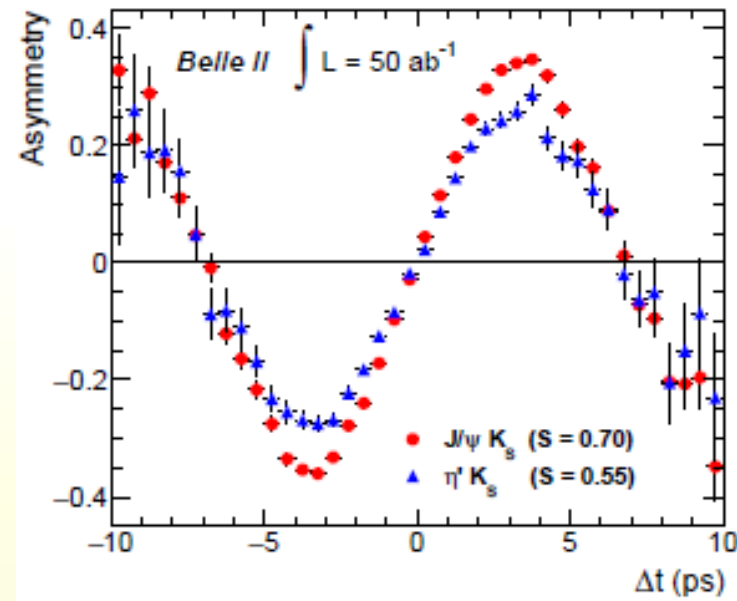 Asymmetry
0.4
0.2
0
−0.2
−0.4
Belle II ∫ L = 50 ab⁻¹
J/ψ Kₛ (S = 0.70)
η' Kₛ (S = 0.55)
−10 −5 0 5 10
Δt (ps)